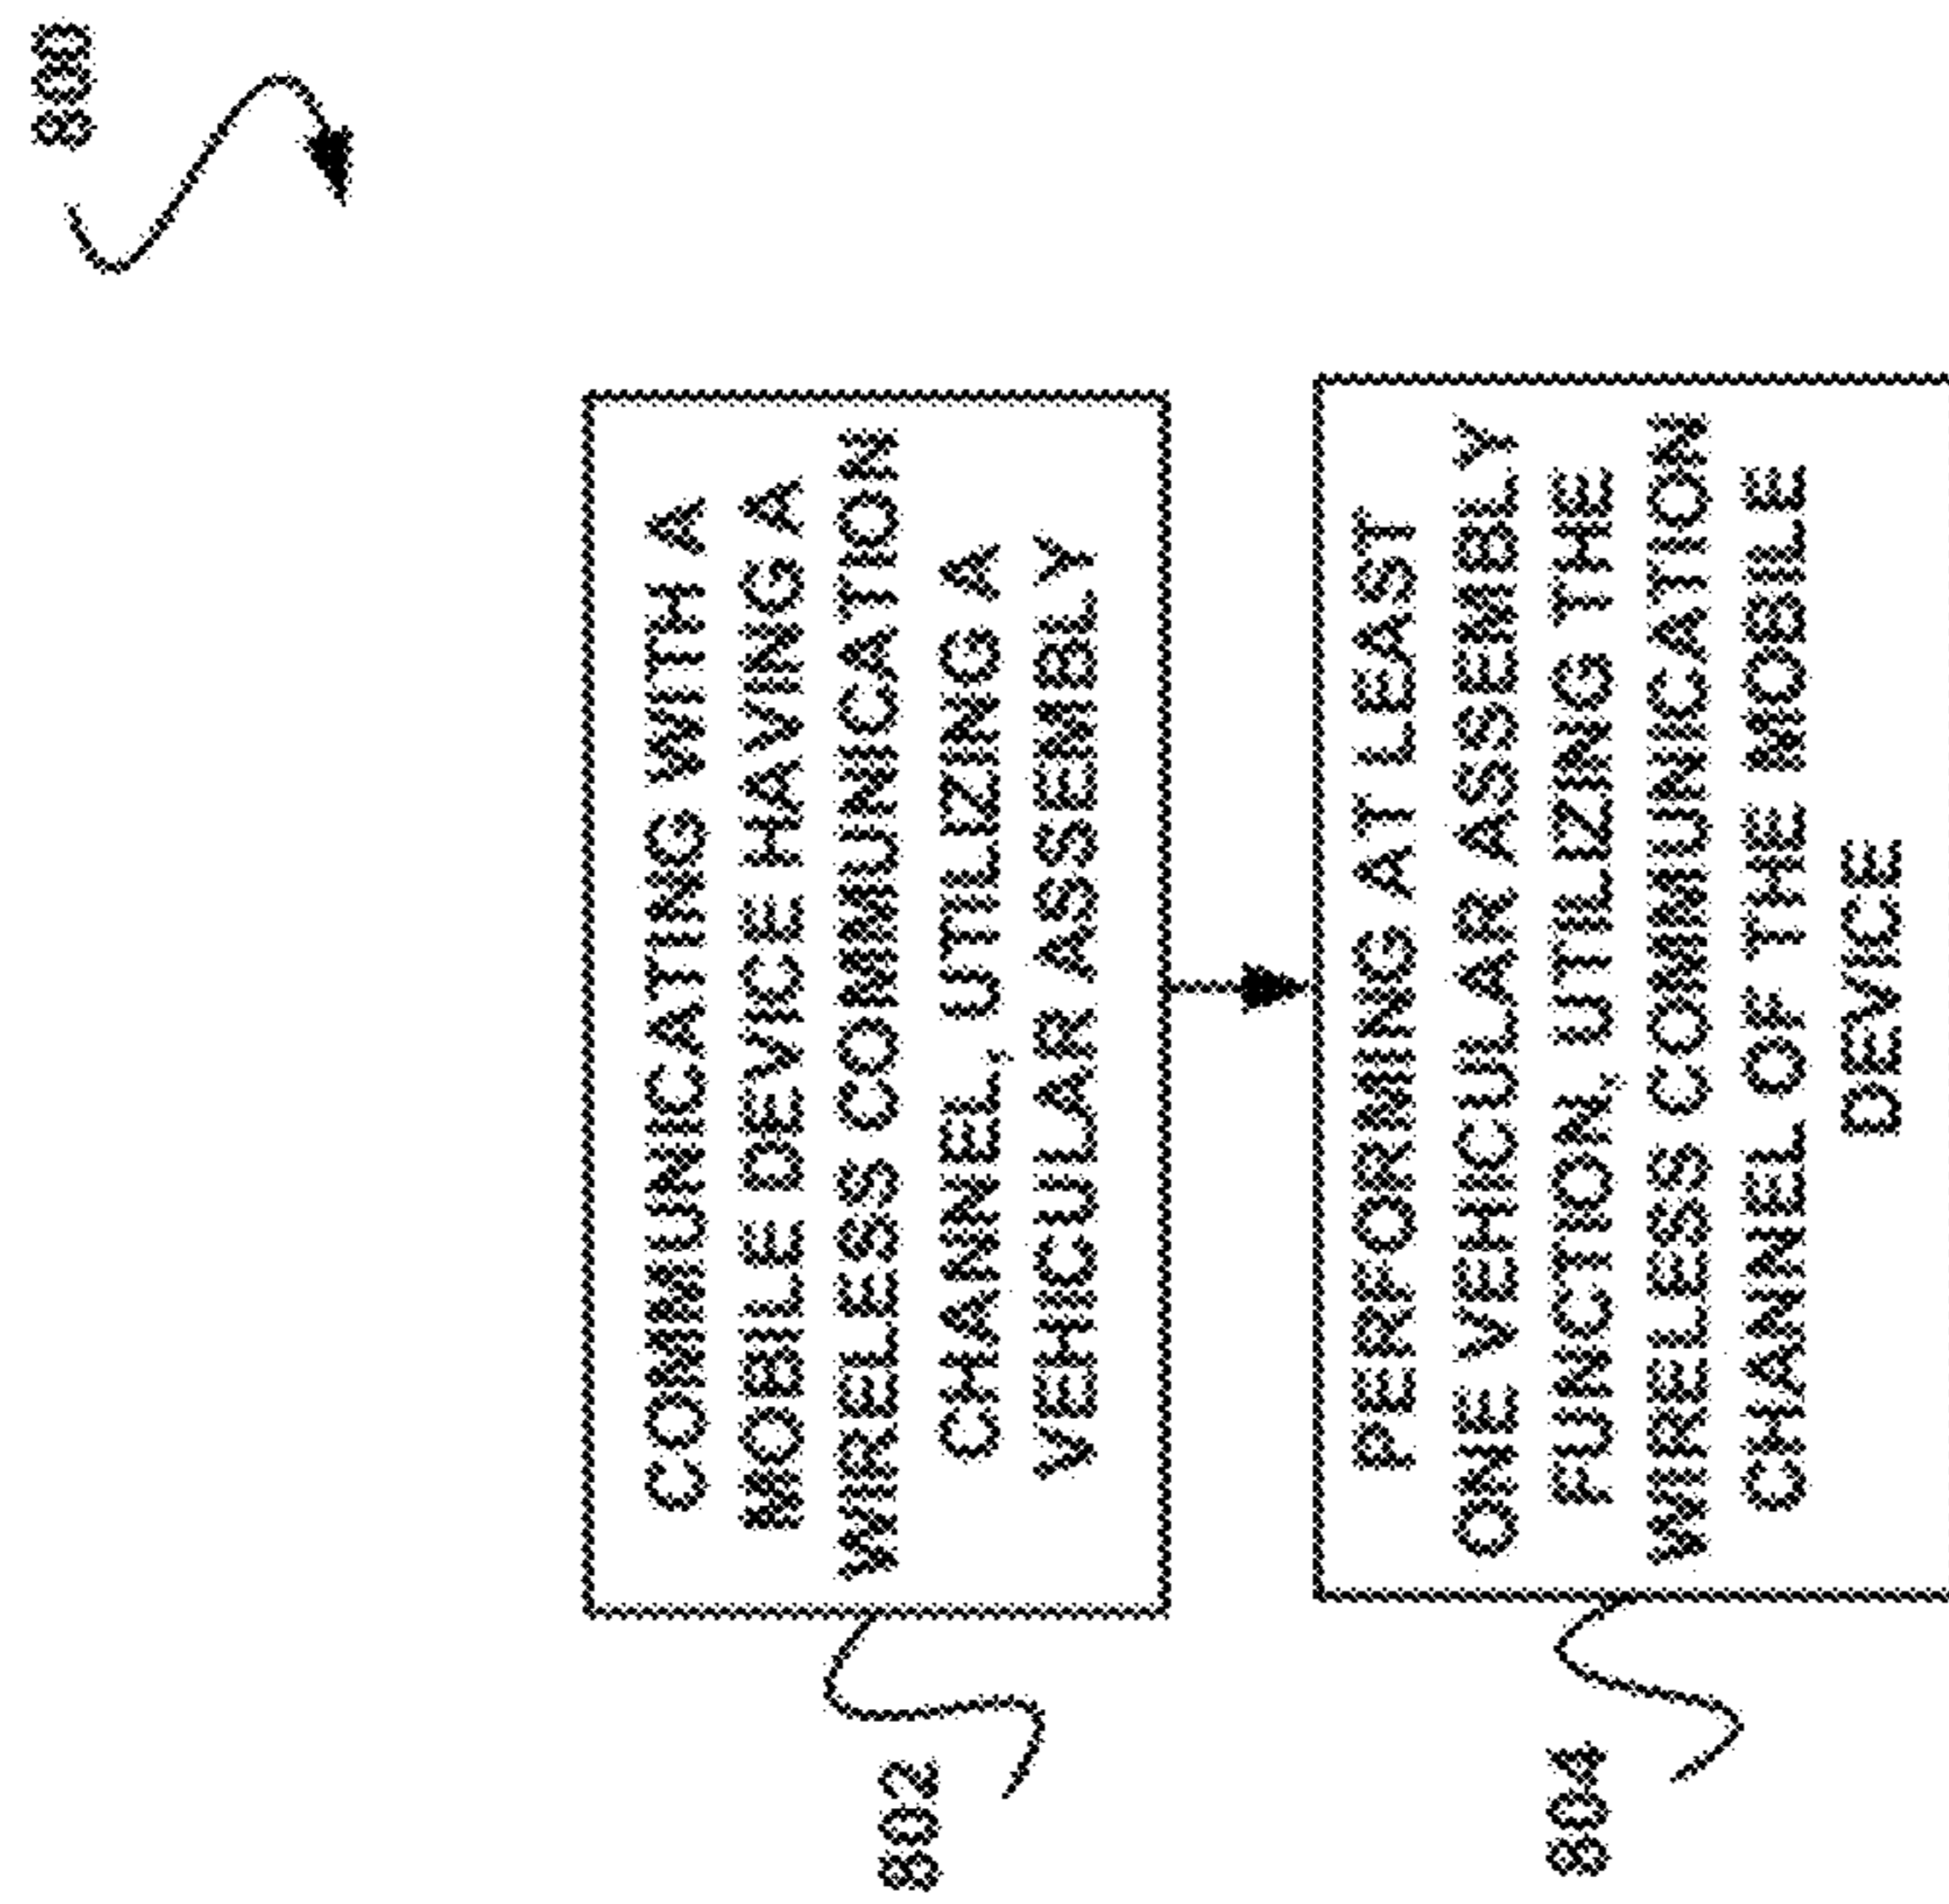 800
COMMUNICATING WITH A
MOBILE DEVICE HAVING A
WIRELESS COMMUNICATION
CHANNEL, UTILIZING A
VEHICULAR ASSEMBLY
802
PERFORMING AT LEAST
ONE VEHICULAR ASSEMBLY
FUNCTION, UTILIZING THE
WIRELESS COMMUNICATION
CHANNEL OF THE MOBILE
DEVICE
804